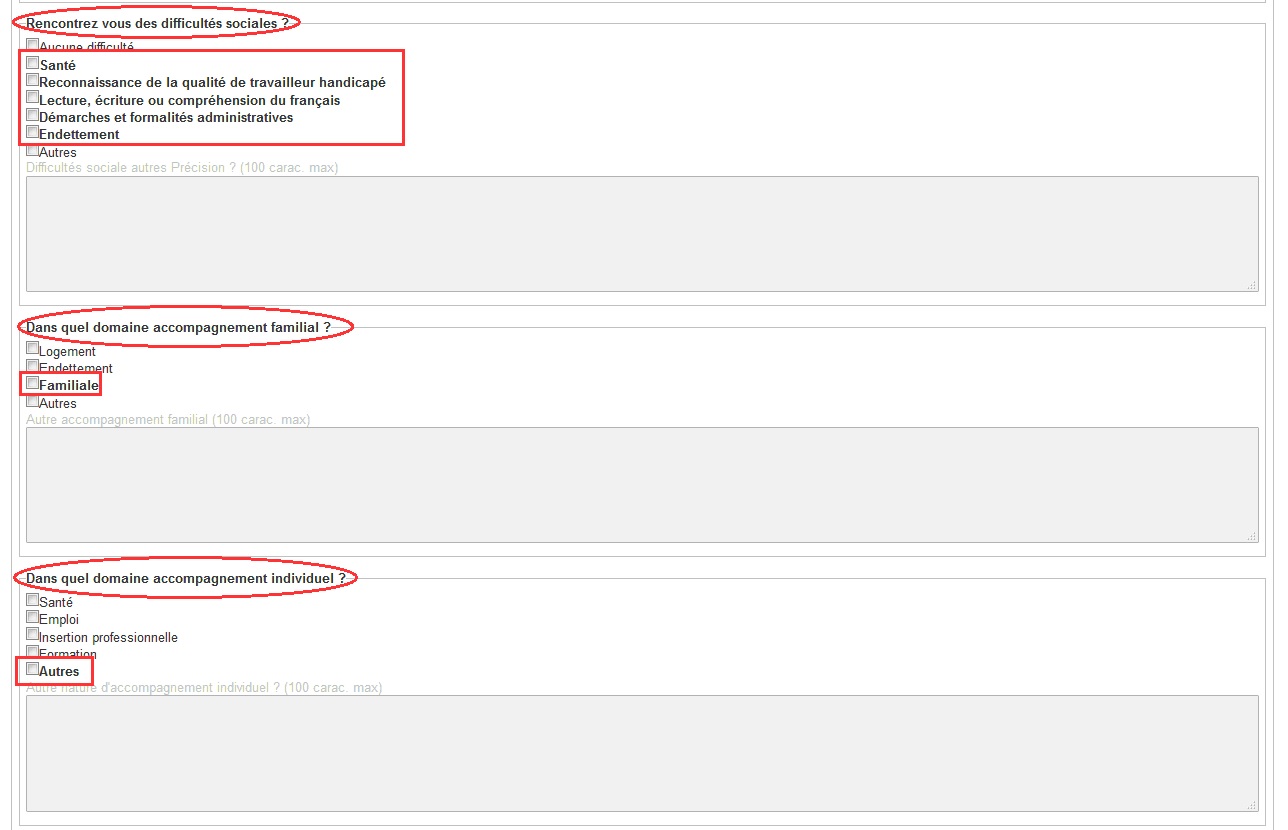 Rencontrez vous des difficultés sociales ?
Aucune difficulté
Santé
Reconnaissance de la qualité de travailleur handicapé
Lecture, écriture ou compréhension du français
Démarches et formalités administratives
Endettement
Autres
Difficultés sociale autres Précision ? (100 carac. max)
Dans quel domaine accompagnement familial ?
Logement
Endettement
Familiale
Autres
Autre accompagnement familial (100 carac. max)
Dans quel domaine accompagnement individuel ?
Santé
Emploi
Insertion professionnelle
Formation
Autres
Autre nature d'accompagnement individuel ? (100 carac. max)